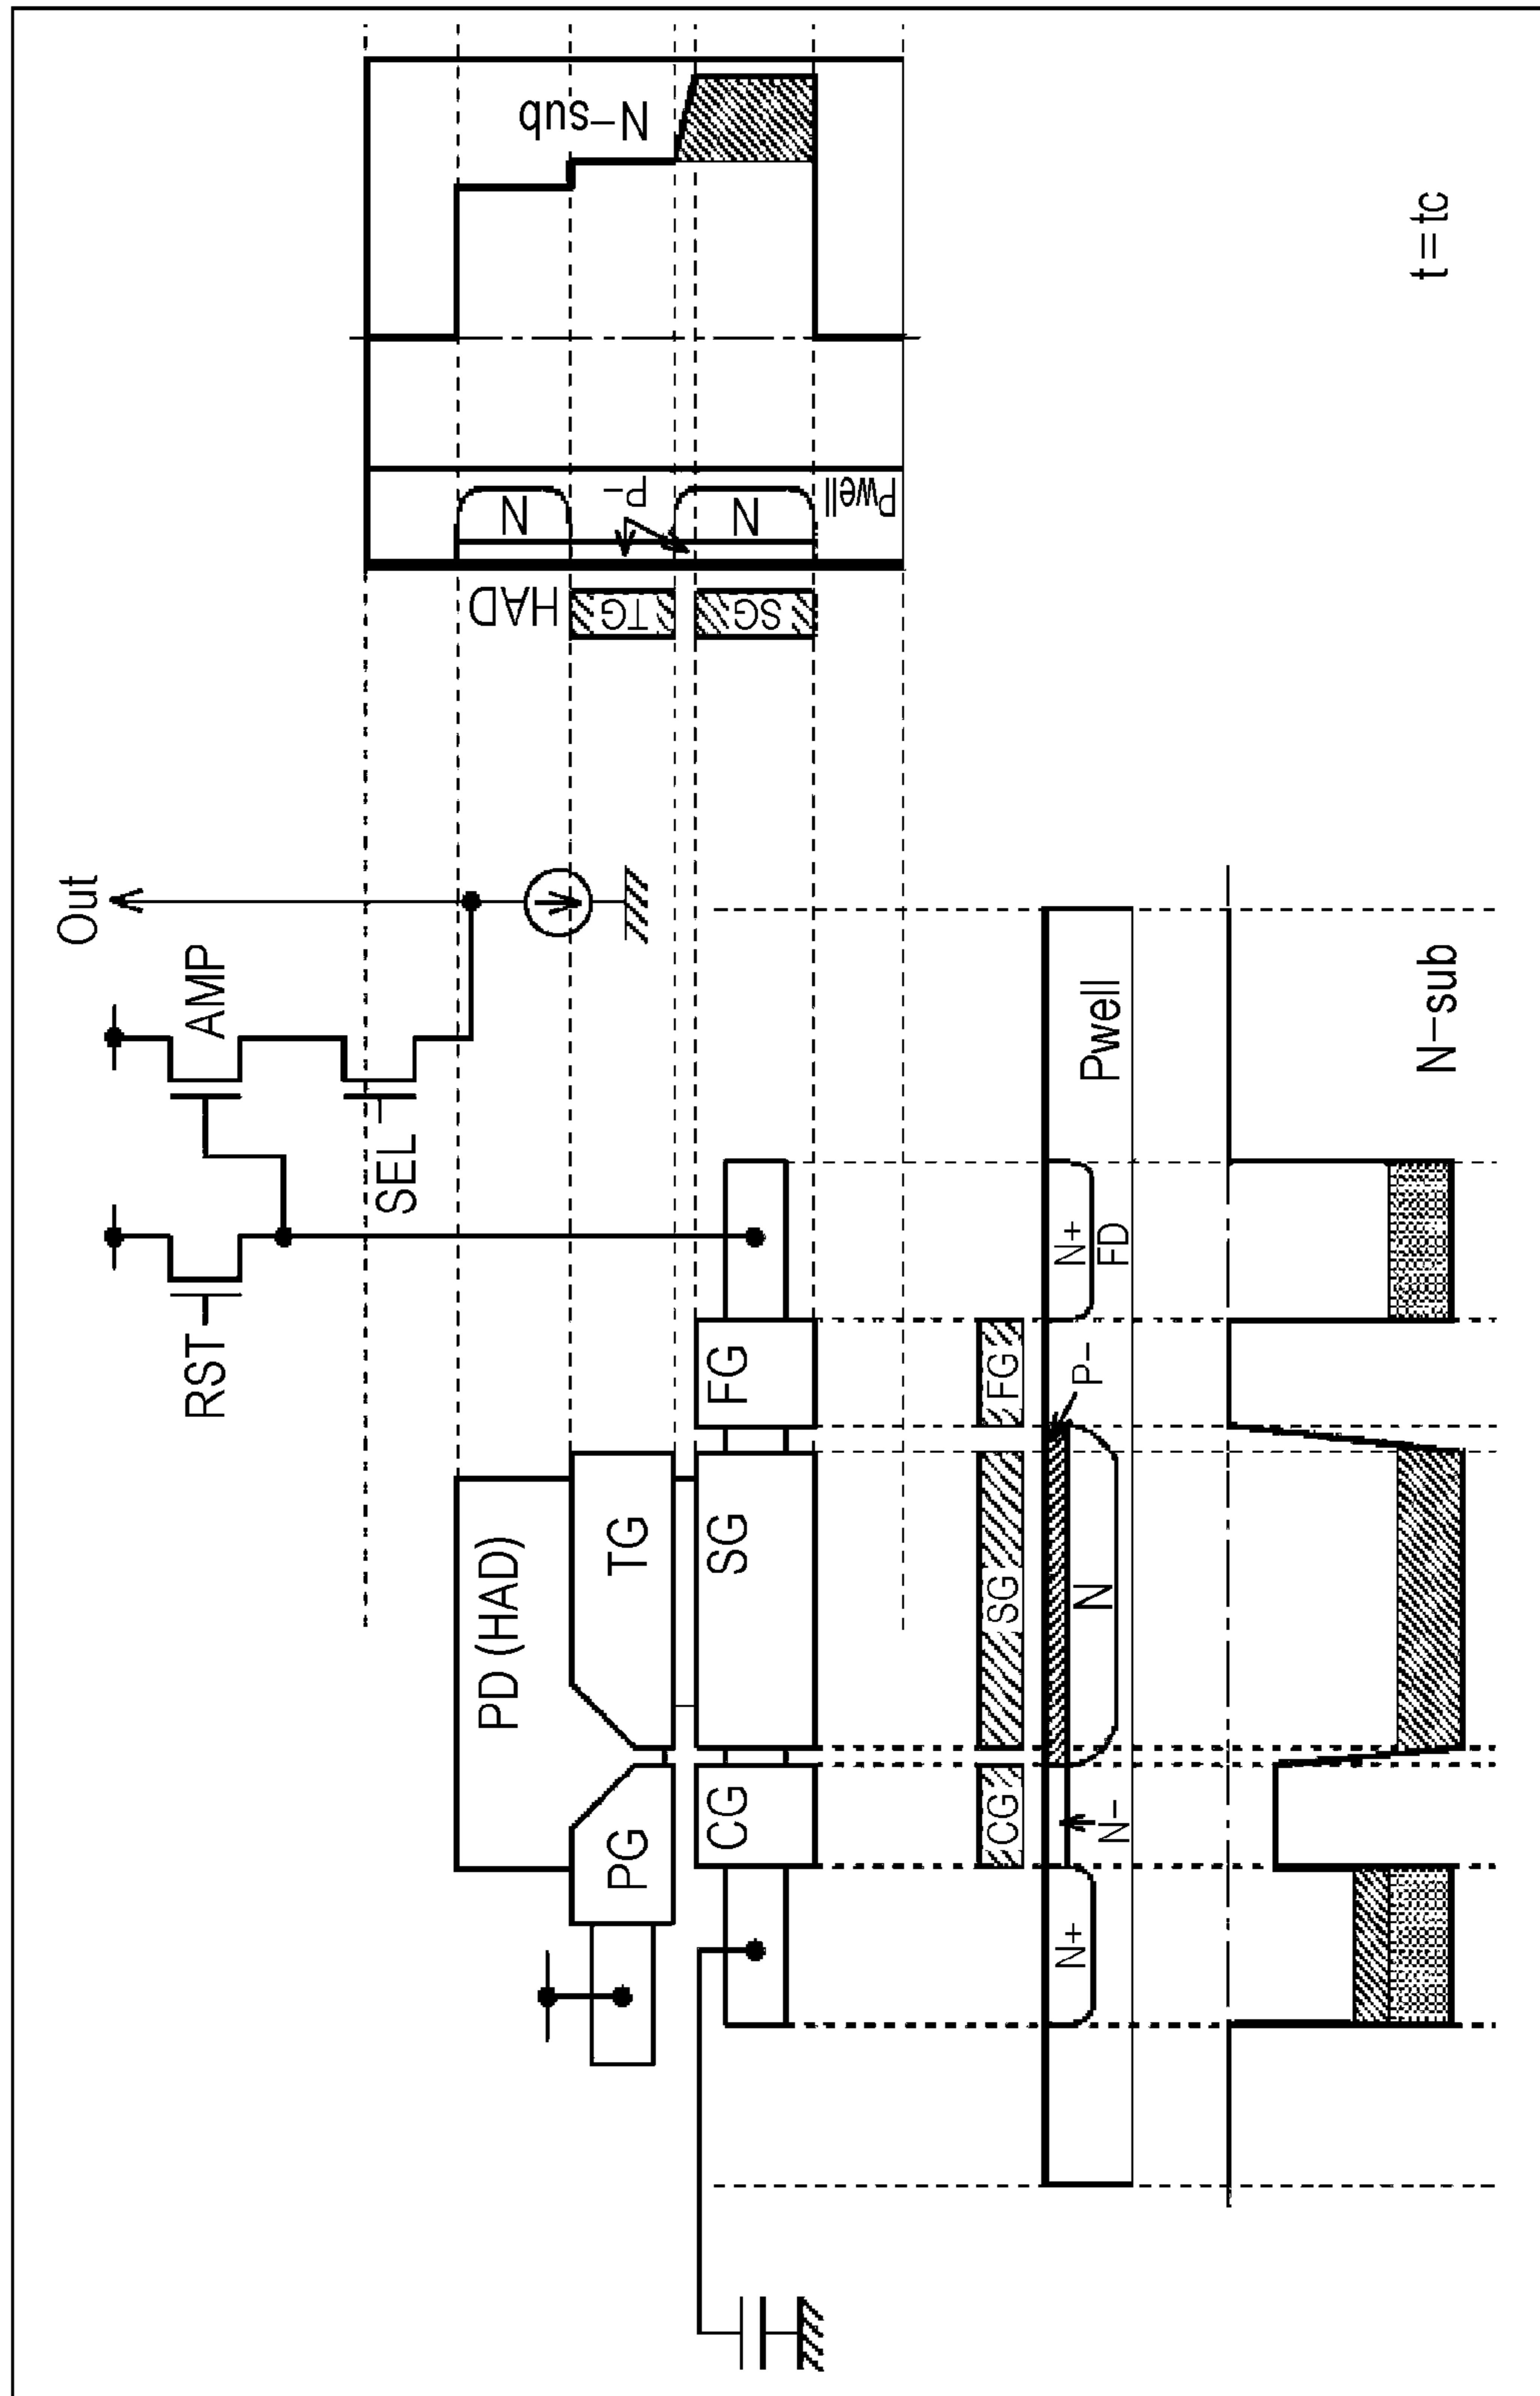 Out
AMP
RST
SEL
PD (HAD)
PG
TG
CG
SG
FG
HAD
TG
SG
N
P-
N
Pwell
N-sub
CG
SG
FG
N+
N-
N
P-
N+
FD
Pwell
N-sub
t=tc